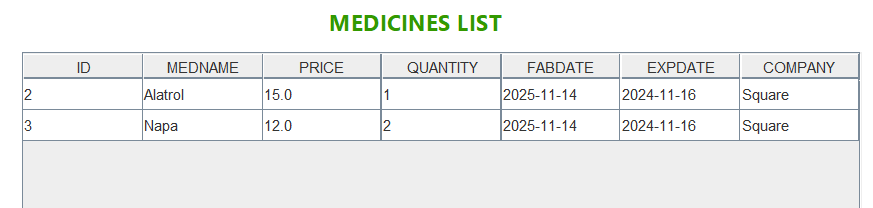 MEDICINES LIST
ID MEDNAME PRICE QUANTITY FABDATE EXPDATE COMPANY
2 Alatrol 15.0 1 2025-11-14 2024-11-16 Square
3 Napa 12.0 2 2025-11-14 2024-11-16 Square